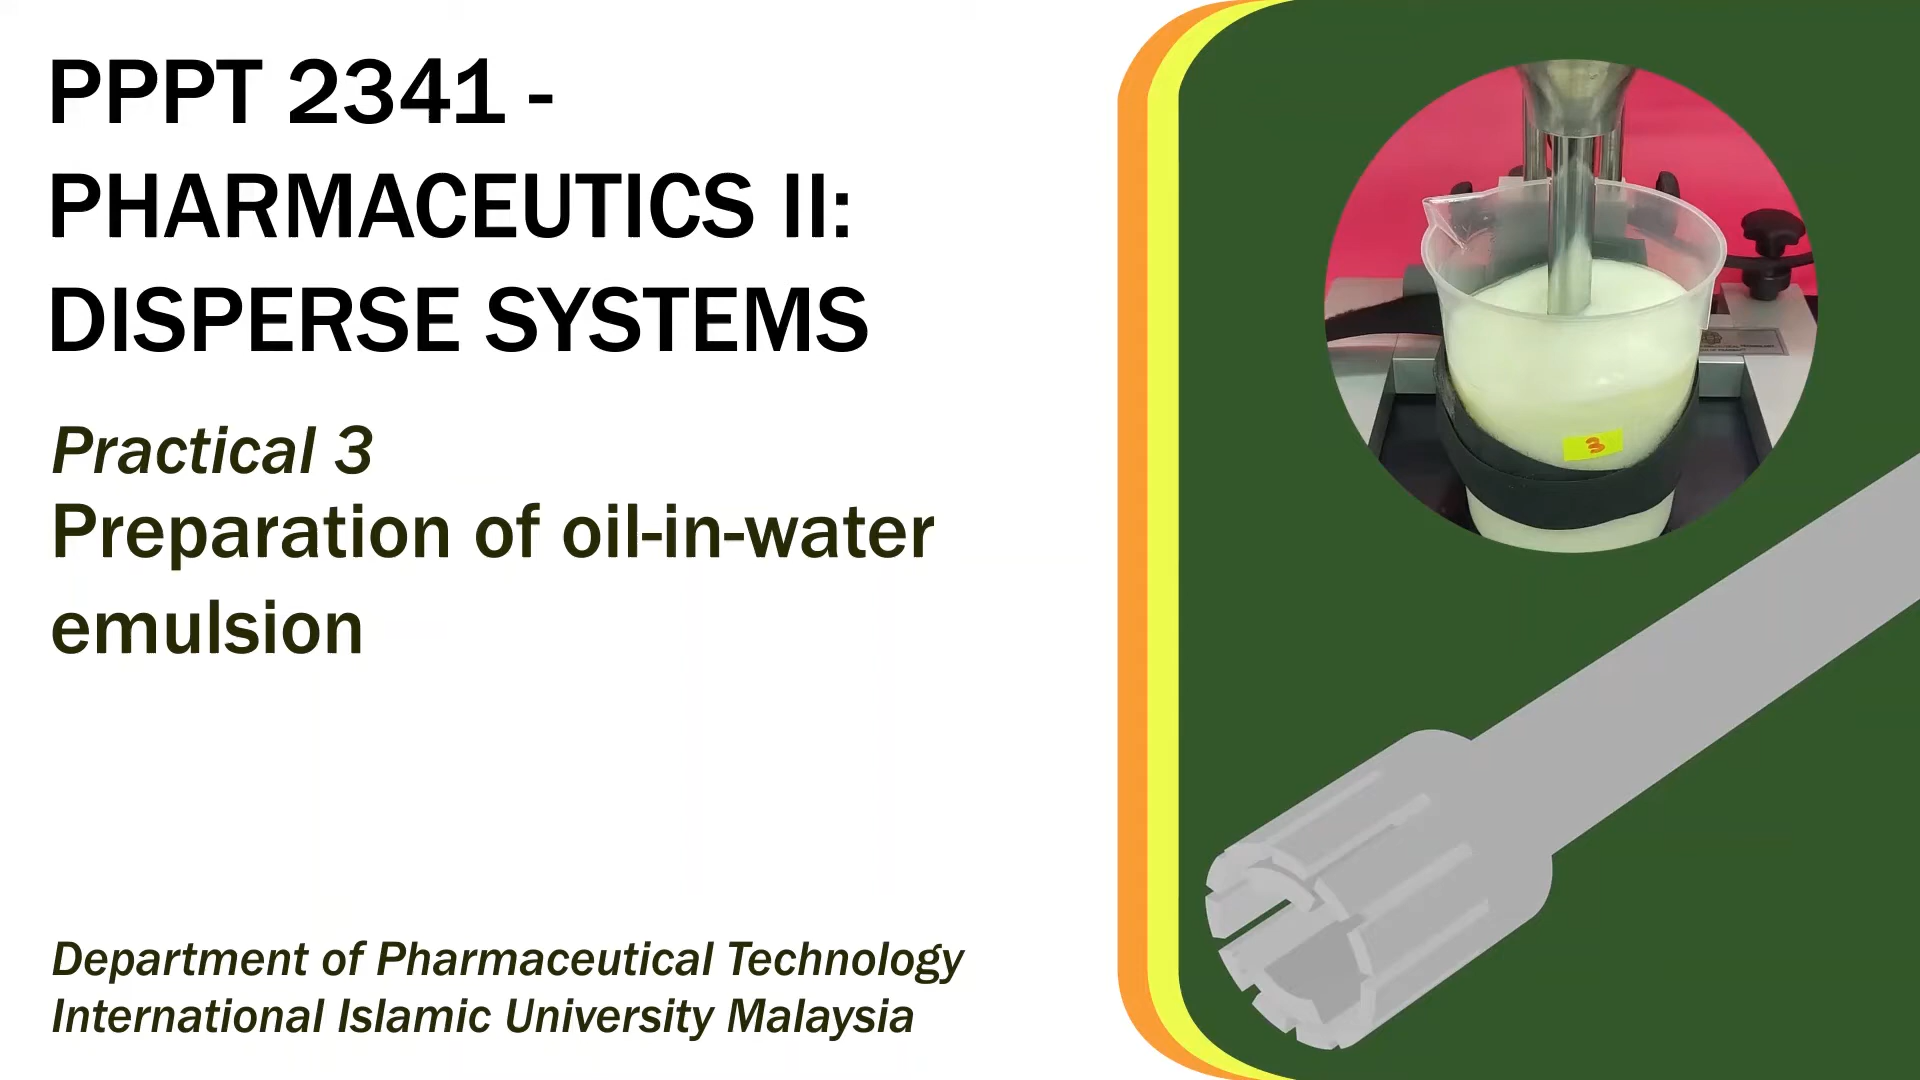 PPPT 2341 -
PHARMACEUTICS II:
DISPERSE SYSTEMS
Practical 3
Preparation of oil-in-water
emulsion
3
Department of Pharmaceutical Technology
International Islamic University Malaysia